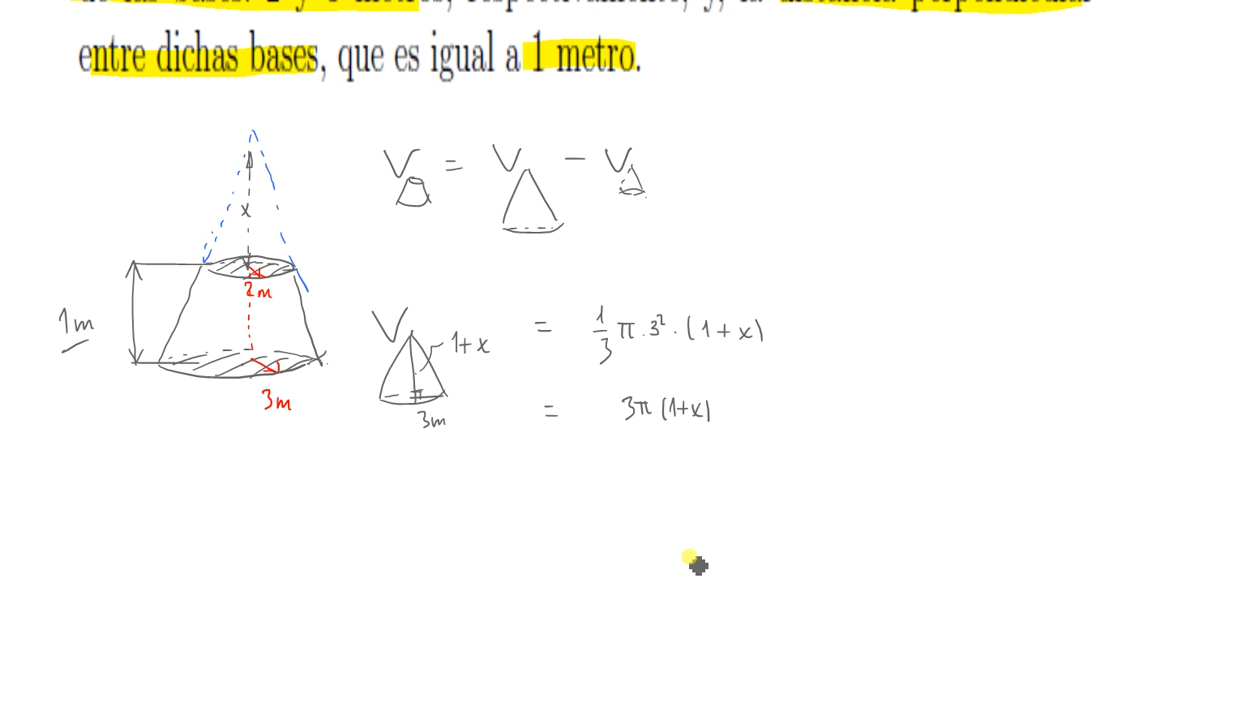 entre dichas bases, que es igual a 1 metro.
V = V - V
x
2m
1m
3m
V 1+x = 1/3 π.3².(1+x)
3m = 3π(1+x)